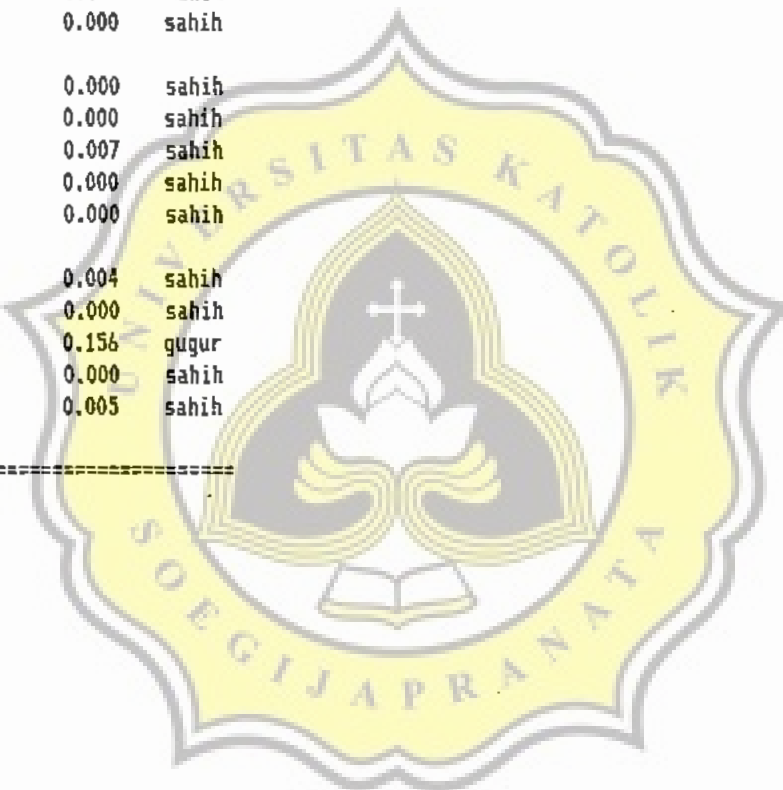 0.000 sahih
0.000 sahih
0.000 sahih
0.007 sahih
0.000 sahih
0.000 sahih
0.004 sahih
0.000 sahih
0.156 gugur
0.000 sahih
0.005 sahih
==================
UNIVERSITAS KATOLIK
SOEGIJAPRANATA